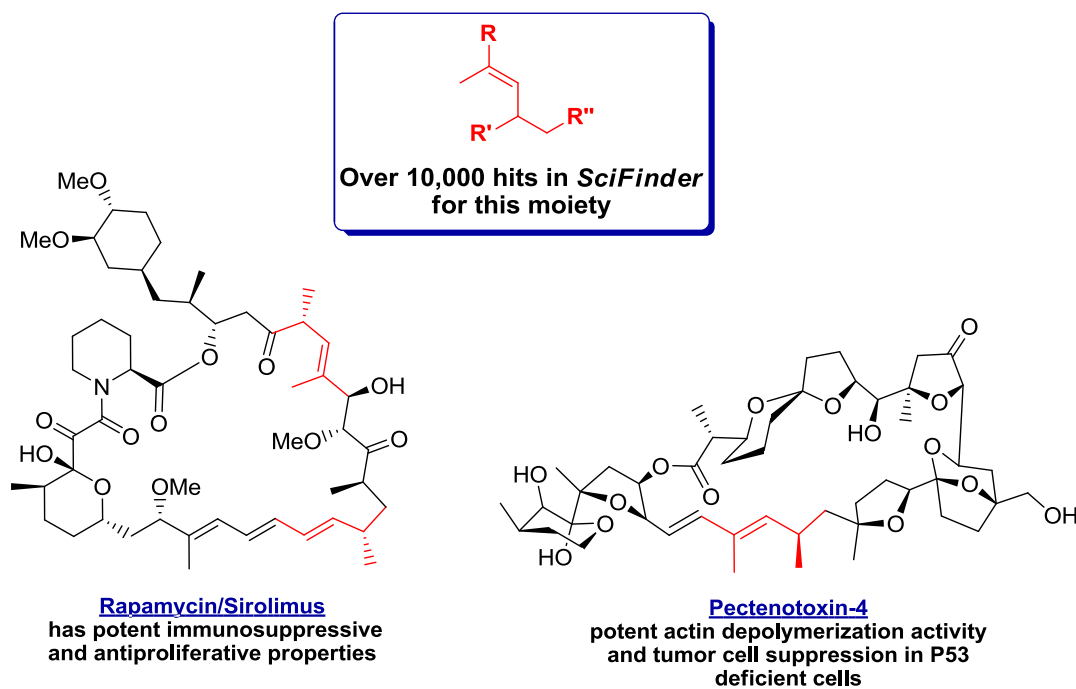 R
R'
R"
Over 10,000 hits in SciFinder
for this moiety
MeO
MeO
O
O
N
O
O
O
O
HO
O
OMe
OH
MeO
O
O
O
O
O
HO
O
O
O
OH
HO
O
O
O
O
O
O
OH
Rapamycin/Sirolimus
has potent immunosuppressive
and antiproliferative properties
Pectenotoxin-4
potent actin depolymerization activity
and tumor cell suppression in P53
deficient cells